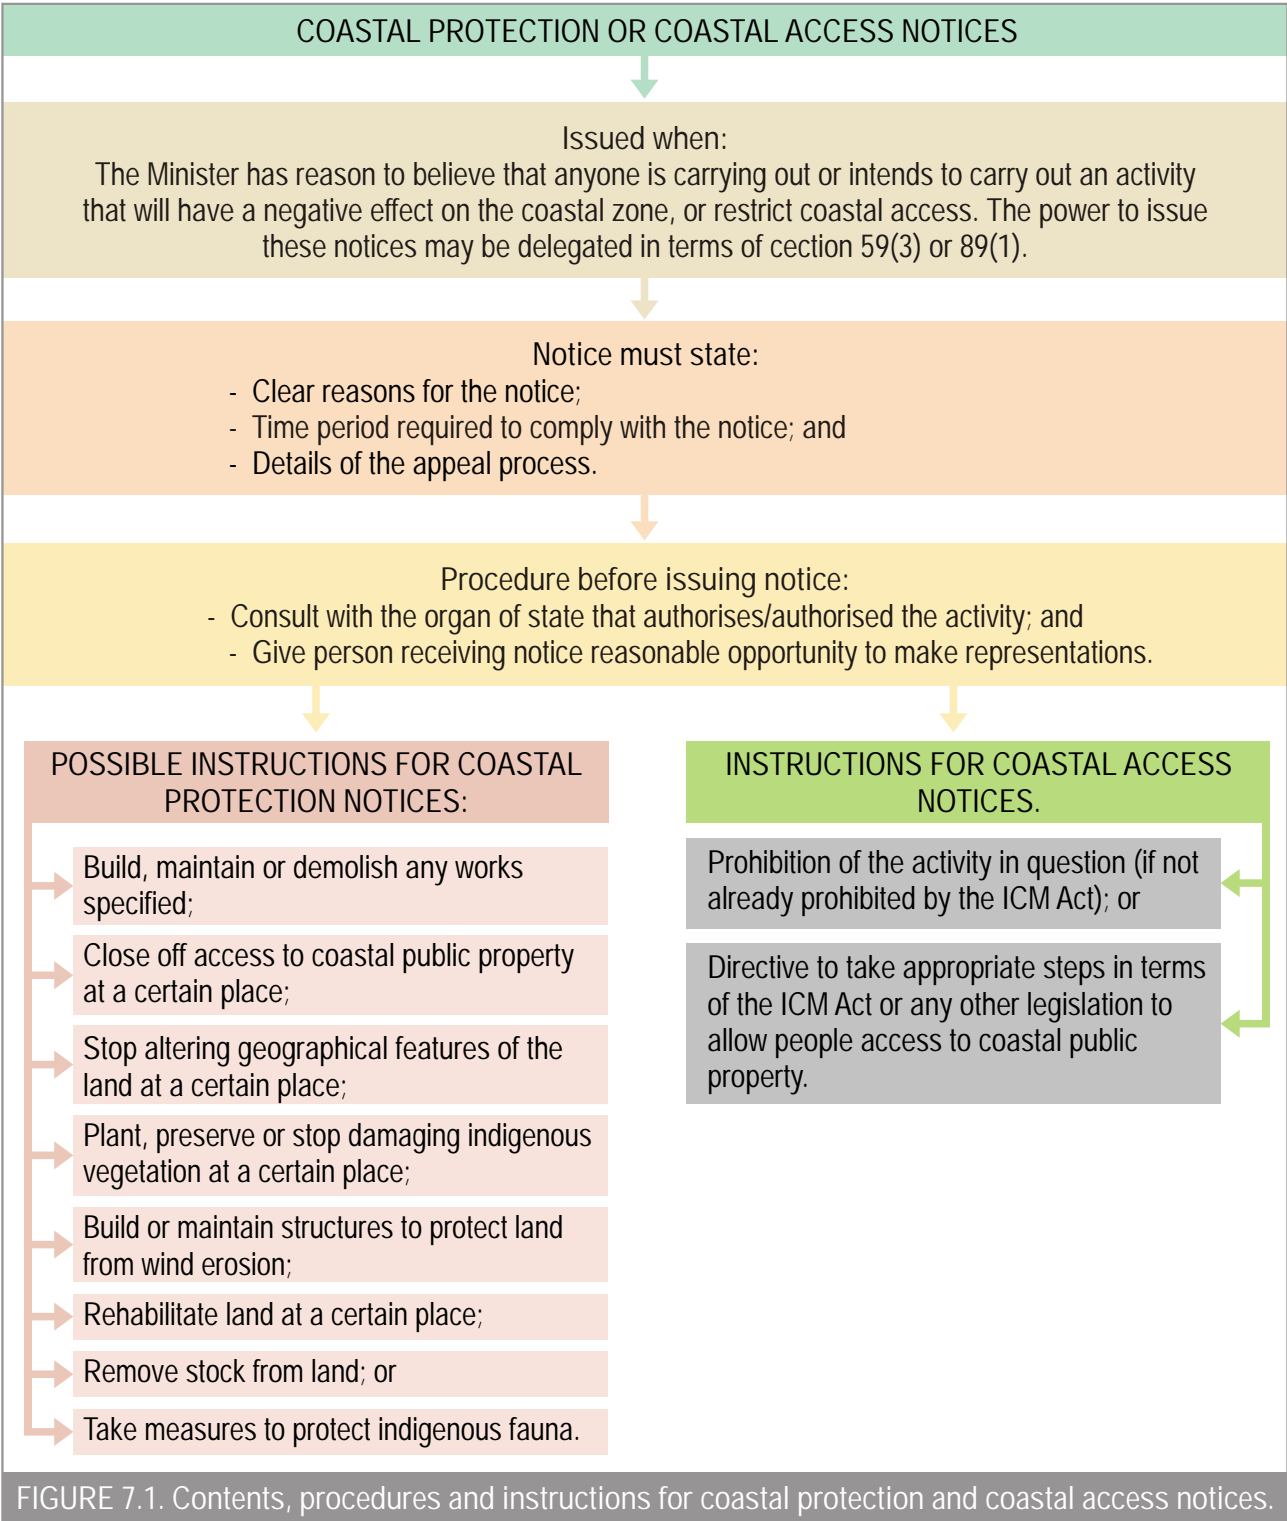 COASTAL PROTECTION OR COASTAL ACCESS NOTICES
Issued when:
The Minister has reason to believe that anyone is carrying out or intends to carry out an activity
that will have a negative effect on the coastal zone, or restrict coastal access. The power to issue
these notices may be delegated in terms of cection 59(3) or 89(1).
Notice must state:
- Clear reasons for the notice;
- Time period required to comply with the notice; and
- Details of the appeal process.
Procedure before issuing notice:
- Consult with the organ of state that authorises/authorised the activity; and
- Give person receiving notice reasonable opportunity to make representations.
POSSIBLE INSTRUCTIONS FOR COASTAL
PROTECTION NOTICES:
Build, maintain or demolish any works
specified;
Close off access to coastal public property
at a certain place;
Stop altering geographical features of the
land at a certain place;
Plant, preserve or stop damaging indigenous
vegetation at a certain place;
Build or maintain structures to protect land
from wind erosion;
Rehabilitate land at a certain place;
Remove stock from land; or
Take measures to protect indigenous fauna.
INSTRUCTIONS FOR COASTAL ACCESS
NOTICES.
Prohibition of the activity in question (if not
already prohibited by the ICM Act); or
Directive to take appropriate steps in terms
of the ICM Act or any other legislation to
allow people access to coastal public
property.
FIGURE 7.1. Contents, procedures and instructions for coastal protection and coastal access notices.